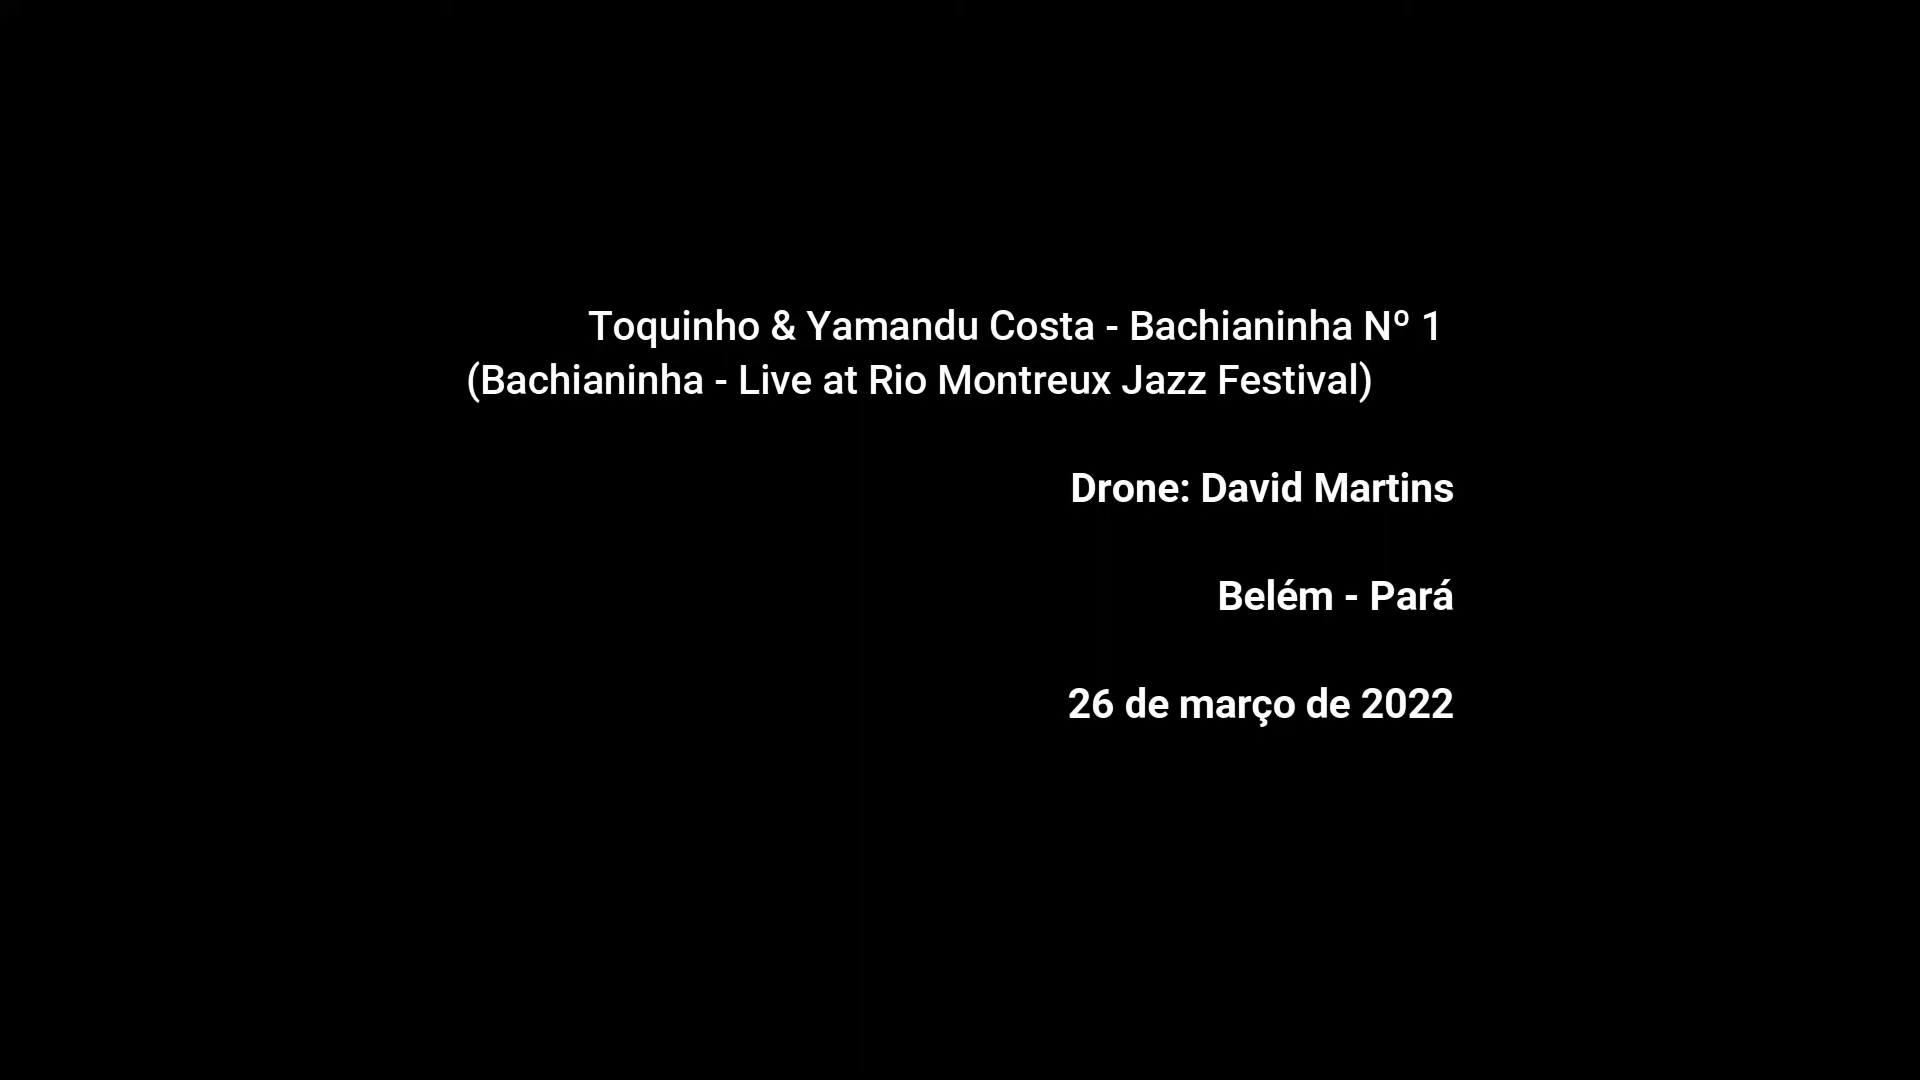 Toquinho & Yamandu Costa - Bachianinha Nº 1
(Bachianinha - Live at Rio Montreux Jazz Festival)
Drone: David Martins
Belém - Pará
26 de março de 2022